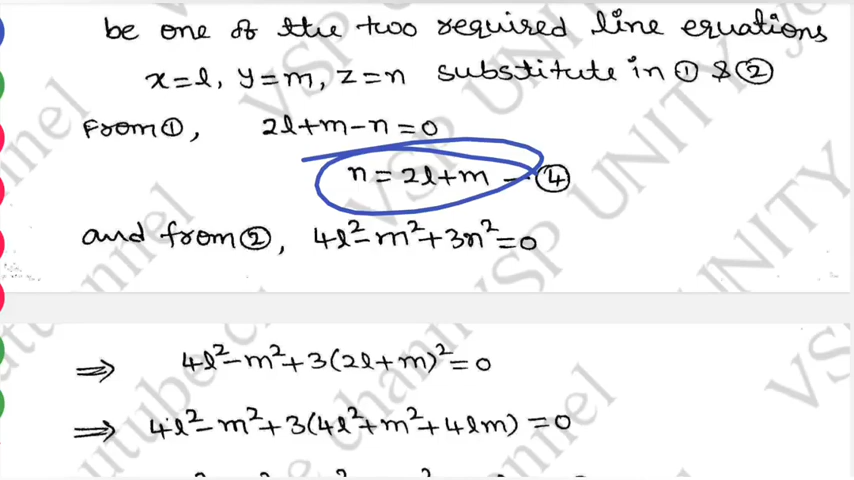 be one of the two required line equations
x=l, y=m, z=n substitute in ① & ②
From ①, 2l+m-n=0
n = 2l+m - ④
and from ②, 4l²-m²+3n²=0
⇒ 4l²-m²+3(2l+m)²=0
⇒ 4l²-m²+3(4l²+m²+4lm) = 0